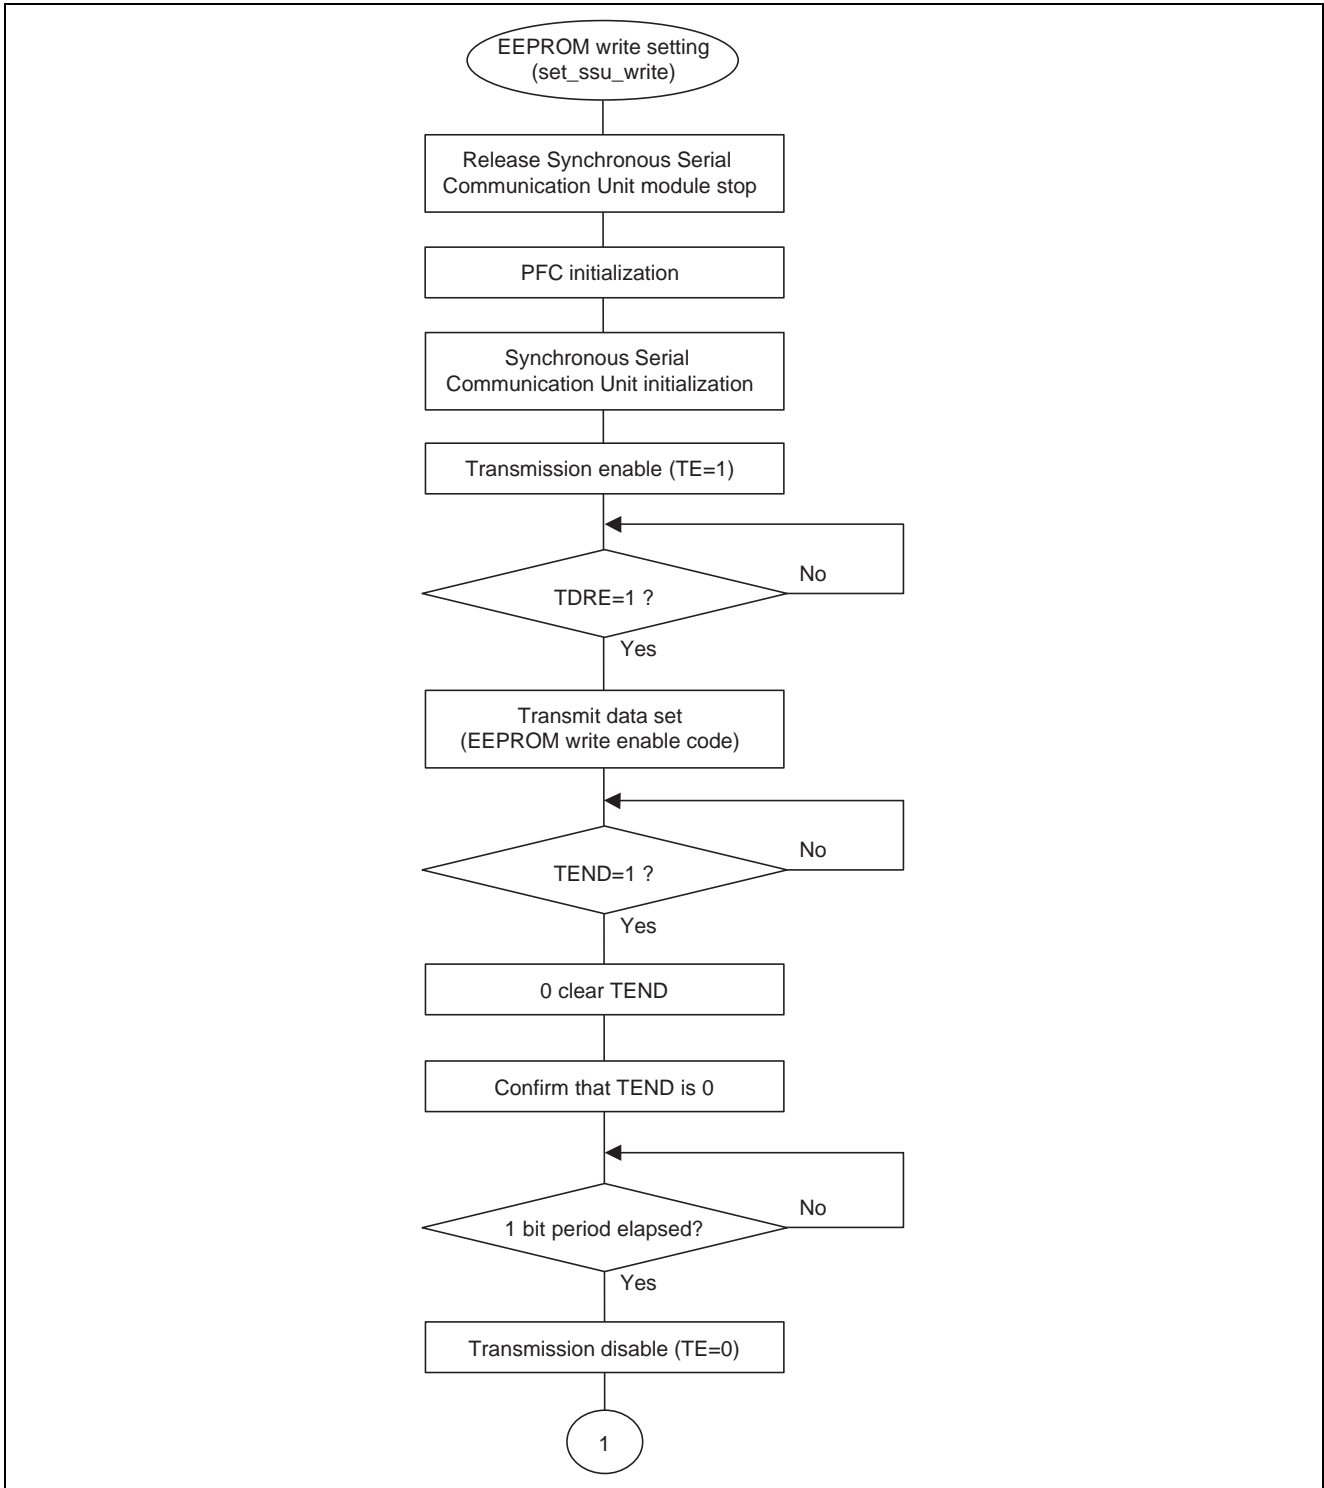 EEPROM write setting
(set_ssu_write)
Release Synchronous Serial
Communication Unit module stop
PFC initialization
Synchronous Serial
Communication Unit initialization
Transmission enable (TE=1)
No
TDRE=1 ?
Yes
Transmit data set
(EEPROM write enable code)
No
TEND=1 ?
Yes
0 clear TEND
Confirm that TEND is 0
No
1 bit period elapsed?
Yes
Transmission disable (TE=0)
1